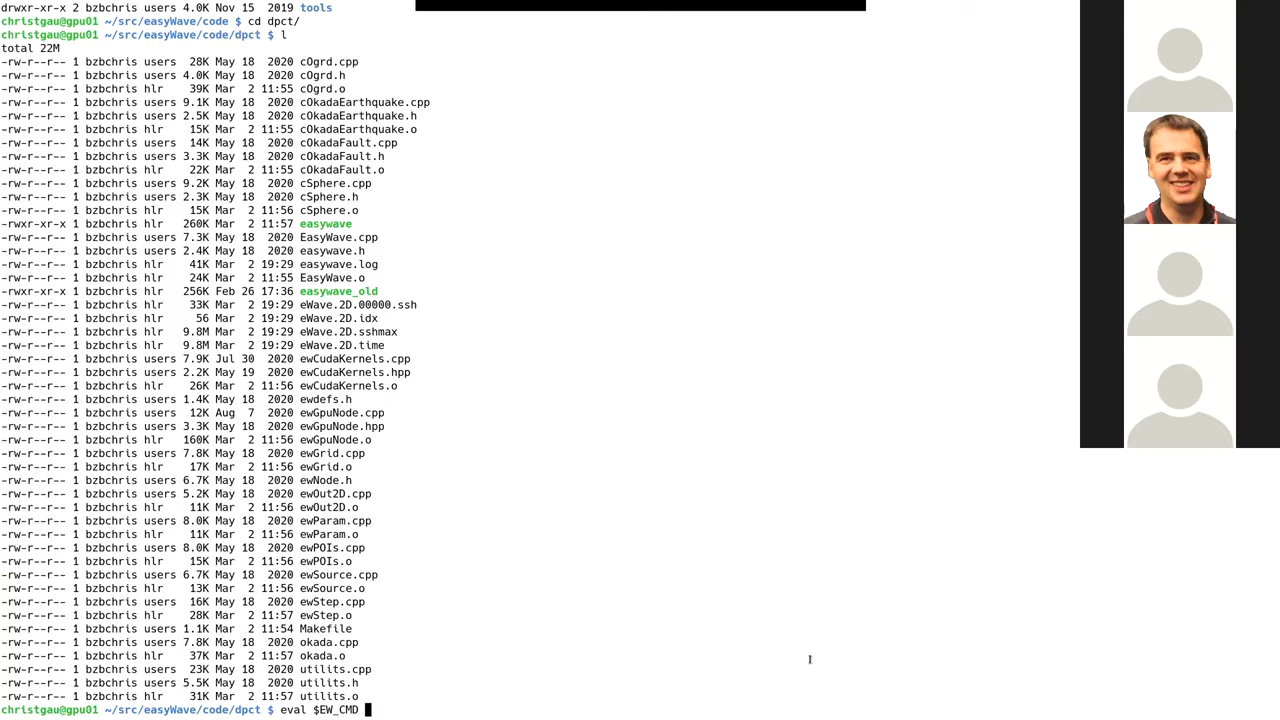 drwxr-xr-x 2 bzbchris users 4.0K Nov 15  2019 tools
christgau@gpu01 ~/src/easyWave/code $ cd dpct/
christgau@gpu01 ~/src/easyWave/code/dpct $ l
total 22M
-rw-r--r-- 1 bzbchris users  28K May 18  2020 cOgrd.cpp
-rw-r--r-- 1 bzbchris users 4.0K May 18  2020 cOgrd.h
-rw-r--r-- 1 bzbchris hlr    39K Mar  2 11:55 cOgrd.o
-rw-r--r-- 1 bzbchris users 9.1K May 18  2020 cOkadaEarthquake.cpp
-rw-r--r-- 1 bzbchris users 2.5K May 18  2020 cOkadaEarthquake.h
-rw-r--r-- 1 bzbchris hlr    15K Mar  2 11:55 cOkadaEarthquake.o
-rw-r--r-- 1 bzbchris users  14K May 18  2020 cOkadaFault.cpp
-rw-r--r-- 1 bzbchris users 3.3K May 18  2020 cOkadaFault.h
-rw-r--r-- 1 bzbchris hlr    22K Mar  2 11:55 cOkadaFault.o
-rw-r--r-- 1 bzbchris users 9.2K May 18  2020 cSphere.cpp
-rw-r--r-- 1 bzbchris users 2.3K May 18  2020 cSphere.h
-rw-r--r-- 1 bzbchris hlr    15K Mar  2 11:56 cSphere.o
-rwxr-xr-x 1 bzbchris hlr   260K Mar  2 11:57 easywave
-rw-r--r-- 1 bzbchris users 7.3K May 18  2020 EasyWave.cpp
-rw-r--r-- 1 bzbchris users 2.4K May 18  2020 easywave.h
-rw-r--r-- 1 bzbchris hlr    41K Mar  2 19:29 easywave.log
-rw-r--r-- 1 bzbchris hlr    24K Mar  2 11:55 EasyWave.o
-rwxr-xr-x 1 bzbchris hlr   256K Feb 26 17:36 easywave_old
-rw-r--r-- 1 bzbchris hlr    33K Mar  2 19:29 eWave.2D.00000.ssh
-rw-r--r-- 1 bzbchris hlr     56 Mar  2 19:29 eWave.2D.idx
-rw-r--r-- 1 bzbchris hlr   9.8M Mar  2 19:29 eWave.2D.sshmax
-rw-r--r-- 1 bzbchris hlr   9.8M Mar  2 19:29 eWave.2D.time
-rw-r--r-- 1 bzbchris users 7.9K Jul 30  2020 ewCudaKernels.cpp
-rw-r--r-- 1 bzbchris users 2.2K May 19  2020 ewCudaKernels.hpp
-rw-r--r-- 1 bzbchris hlr    26K Mar  2 11:56 ewCudaKernels.o
-rw-r--r-- 1 bzbchris users 1.4K May 18  2020 ewdefs.h
-rw-r--r-- 1 bzbchris users  12K Aug  7  2020 ewGpuNode.cpp
-rw-r--r-- 1 bzbchris users 3.3K May 18  2020 ewGpuNode.hpp
-rw-r--r-- 1 bzbchris hlr   160K Mar  2 11:56 ewGpuNode.o
-rw-r--r-- 1 bzbchris users 7.8K May 18  2020 ewGrid.cpp
-rw-r--r-- 1 bzbchris hlr    17K Mar  2 11:56 ewGrid.o
-rw-r--r-- 1 bzbchris users 6.7K May 18  2020 ewNode.h
-rw-r--r-- 1 bzbchris users 5.2K May 18  2020 ewOut2D.cpp
-rw-r--r-- 1 bzbchris hlr    11K Mar  2 11:56 ewOut2D.o
-rw-r--r-- 1 bzbchris users 8.0K May 18  2020 ewParam.cpp
-rw-r--r-- 1 bzbchris hlr    11K Mar  2 11:56 ewParam.o
-rw-r--r-- 1 bzbchris users 8.0K May 18  2020 ewPOIs.cpp
-rw-r--r-- 1 bzbchris hlr    15K Mar  2 11:56 ewPOIs.o
-rw-r--r-- 1 bzbchris users 6.7K May 18  2020 ewSource.cpp
-rw-r--r-- 1 bzbchris hlr    13K Mar  2 11:56 ewSource.o
-rw-r--r-- 1 bzbchris users  16K May 18  2020 ewStep.cpp
-rw-r--r-- 1 bzbchris hlr    28K Mar  2 11:57 ewStep.o
-rw-r--r-- 1 bzbchris users 1.1K Mar  2 11:54 Makefile
-rw-r--r-- 1 bzbchris users 7.8K May 18  2020 okada.cpp
-rw-r--r-- 1 bzbchris hlr    37K Mar  2 11:57 okada.o
-rw-r--r-- 1 bzbchris users  23K May 18  2020 utilits.cpp
-rw-r--r-- 1 bzbchris users 5.5K May 18  2020 utilits.h
-rw-r--r-- 1 bzbchris hlr    31K Mar  2 11:57 utilits.o
christgau@gpu01 ~/src/easyWave/code/dpct $ eval $EW_CMD